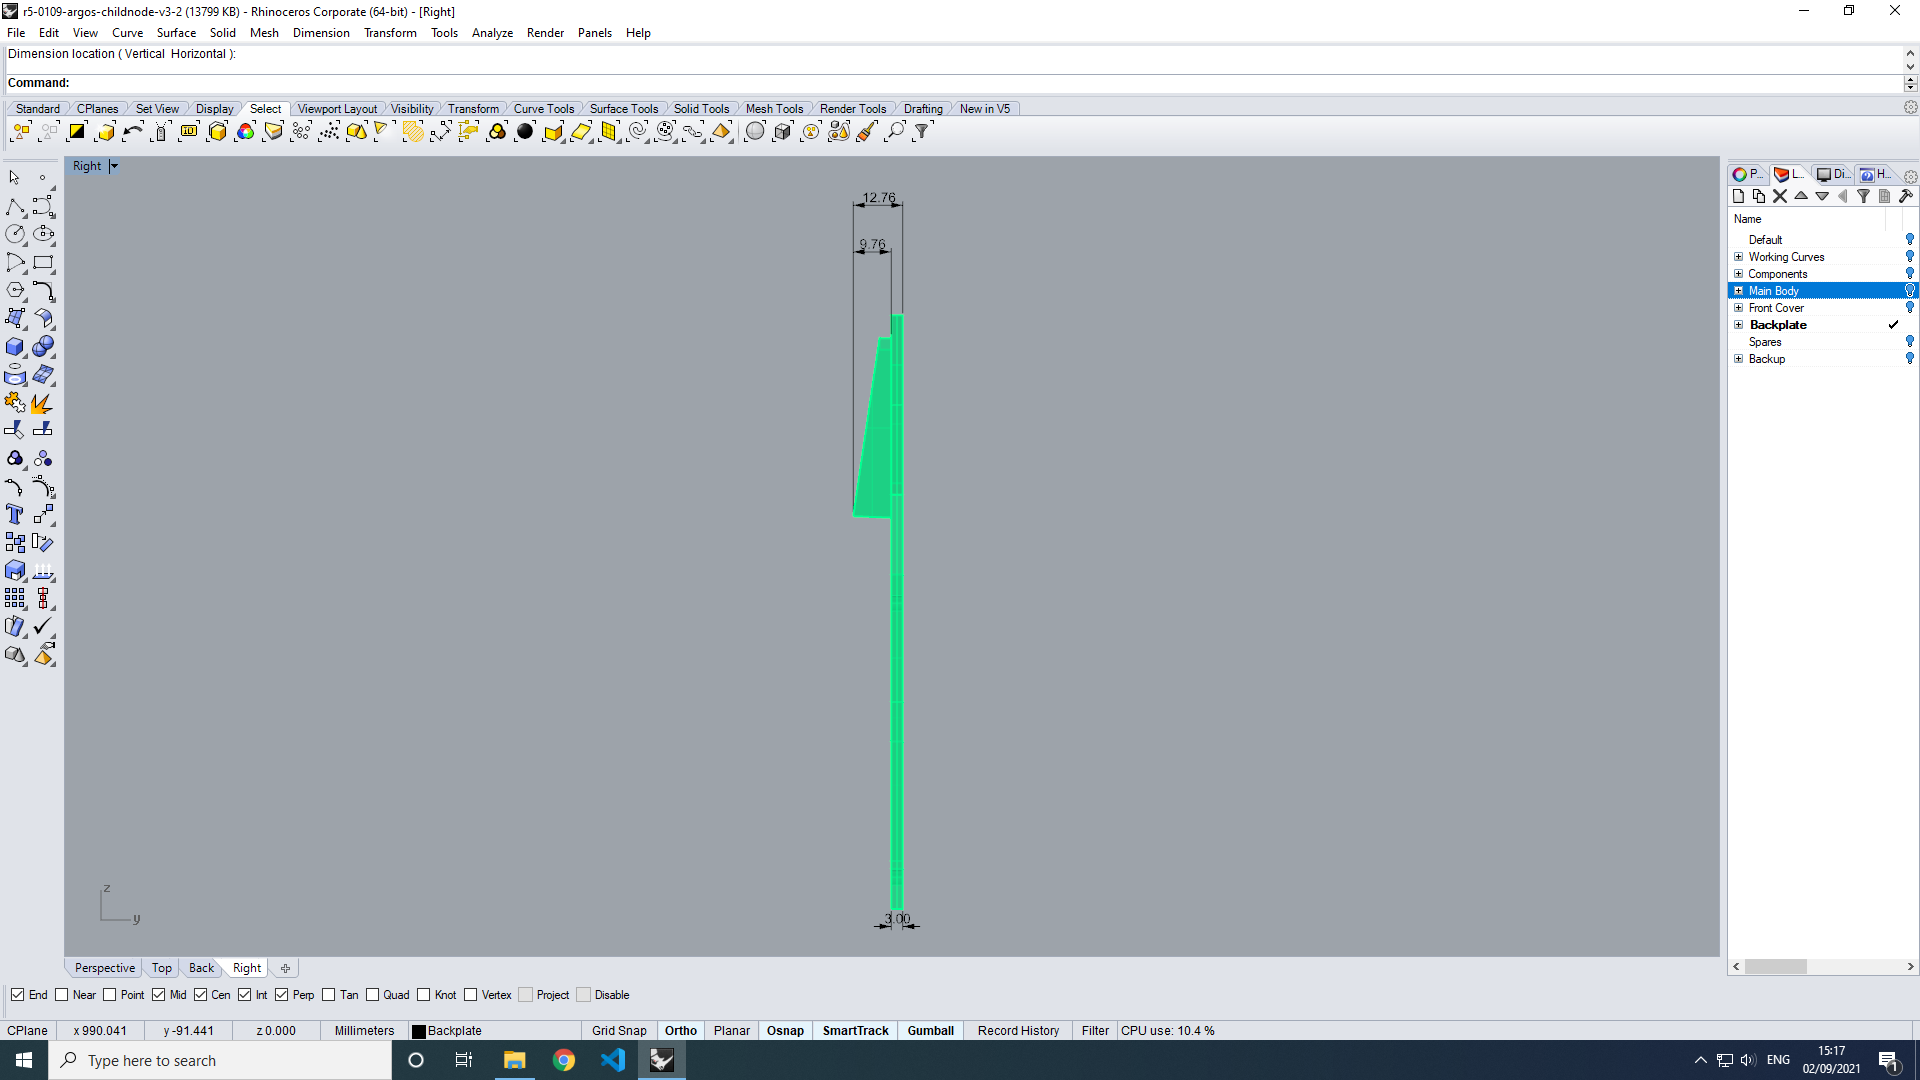 r5-0109-argos-childnode-v3-2 (13799 KB) - Rhinoceros Corporate (64-bit) - [Right]
File Edit View Curve Surface Solid Mesh Dimension Transform Tools Analyze Render Panels Help
Dimension location ( Vertical Horizontal ):
Command:
Standard CPlanes Set View Display Select Viewport Layout Visibility Transform Curve Tools Surface Tools Solid Tools Mesh Tools Render Tools Drafting New in V5
ID
Right
12.76
9.76
3.00
z
y
P... L... Di... H...
Name
Default
Working Curves
Components
Main Body
Front Cover
Backplate
Spares
Backup
Perspective Top Back Right
End Near Point Mid Cen Int Perp Tan Quad Knot Vertex Project Disable
CPlane x 990.041 y -91.441 z 0.000 Millimeters Backplate Grid Snap Ortho Planar Osnap SmartTrack Gumball Record History Filter CPU use: 10.4 %
Type here to search
ENG
15:17
02/09/2021
1